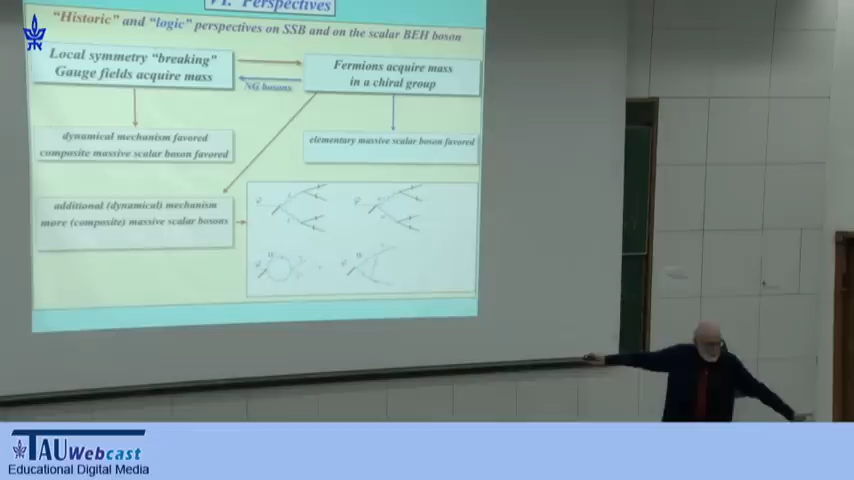 VI. Perspectives
"Historic" and "logic" perspectives on SSB and on the scalar BEH boson
Local symmetry "breaking"
Gauge fields acquire mass
NG bosons
Fermions acquire mass
in a chiral group
dynamical mechanism favored
composite massive scalar boson favored
elementary massive scalar boson favored
additional (dynamical) mechanism
more (composite) massive scalar bosons
TAU Webcast
Educational Digital Media